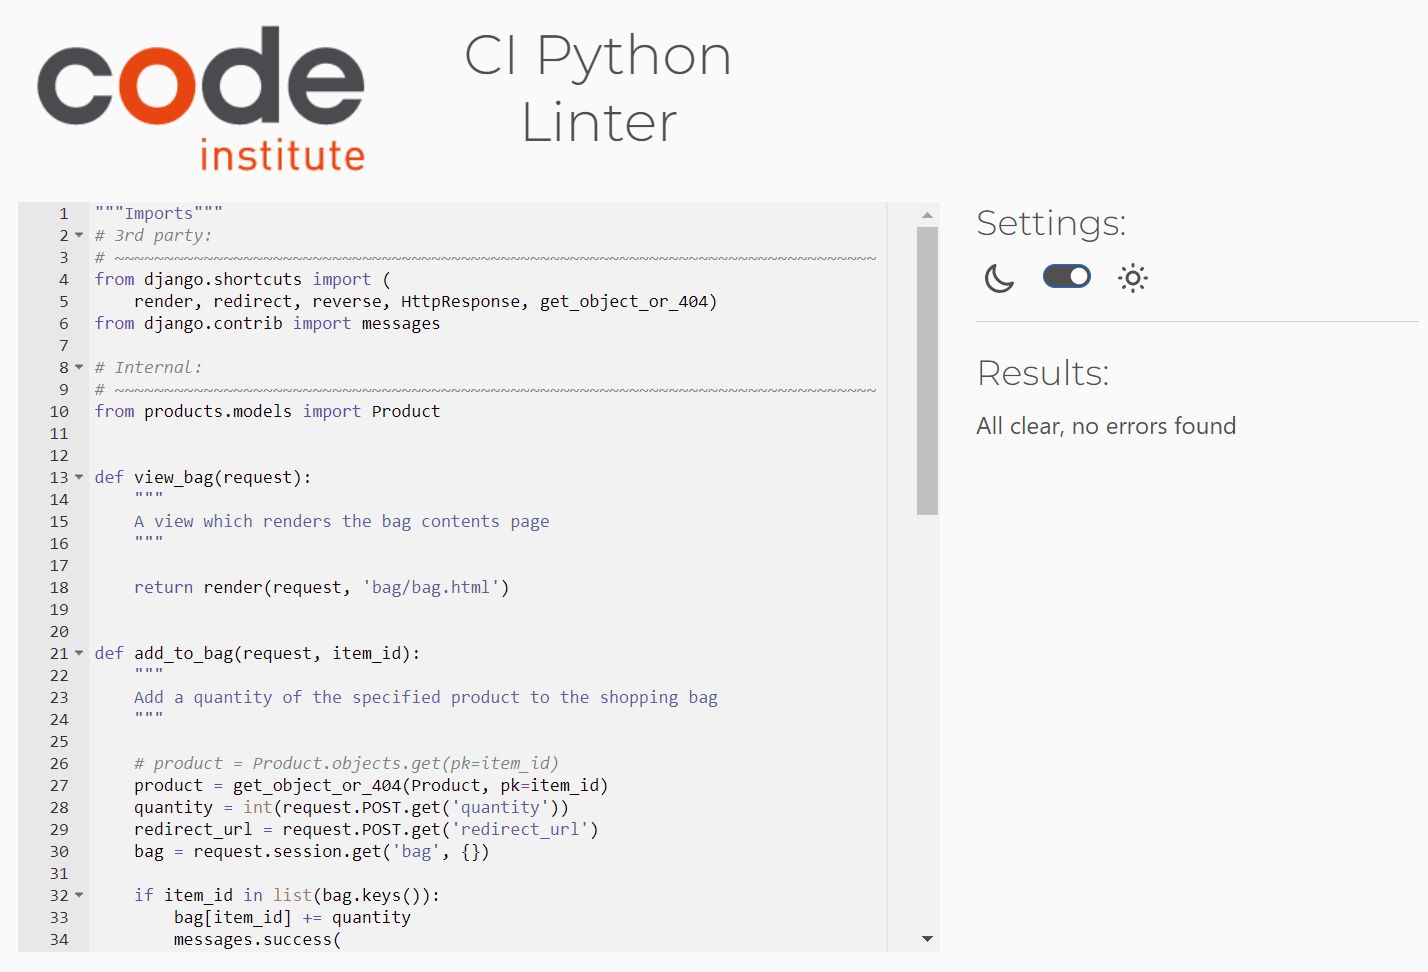 code
institute
CI Python
Linter
1 """Imports"""
2 # 3rd party:
3 # ~~~~~~~~~~~~~~~~~~~~~~~~~~~~~~~~~~~~~~~~~~~~~~~~~~~~~~~~~~~~~~~~~~~~~~~~~~~~~
4 from django.shortcuts import (
5     render, redirect, reverse, HttpResponse, get_object_or_404)
6 from django.contrib import messages
7
8 # Internal:
9 # ~~~~~~~~~~~~~~~~~~~~~~~~~~~~~~~~~~~~~~~~~~~~~~~~~~~~~~~~~~~~~~~~~~~~~~~~~~~~~
10 from products.models import Product
11
12
13 def view_bag(request):
14     """
15     A view which renders the bag contents page
16     """
17
18     return render(request, 'bag/bag.html')
19
20
21 def add_to_bag(request, item_id):
22     """
23     Add a quantity of the specified product to the shopping bag
24     """
25
26     # product = Product.objects.get(pk=item_id)
27     product = get_object_or_404(Product, pk=item_id)
28     quantity = int(request.POST.get('quantity'))
29     redirect_url = request.POST.get('redirect_url')
30     bag = request.session.get('bag', {})
31
32     if item_id in list(bag.keys()):
33         bag[item_id] += quantity
34         messages.success(
Settings:
Results:
All clear, no errors found